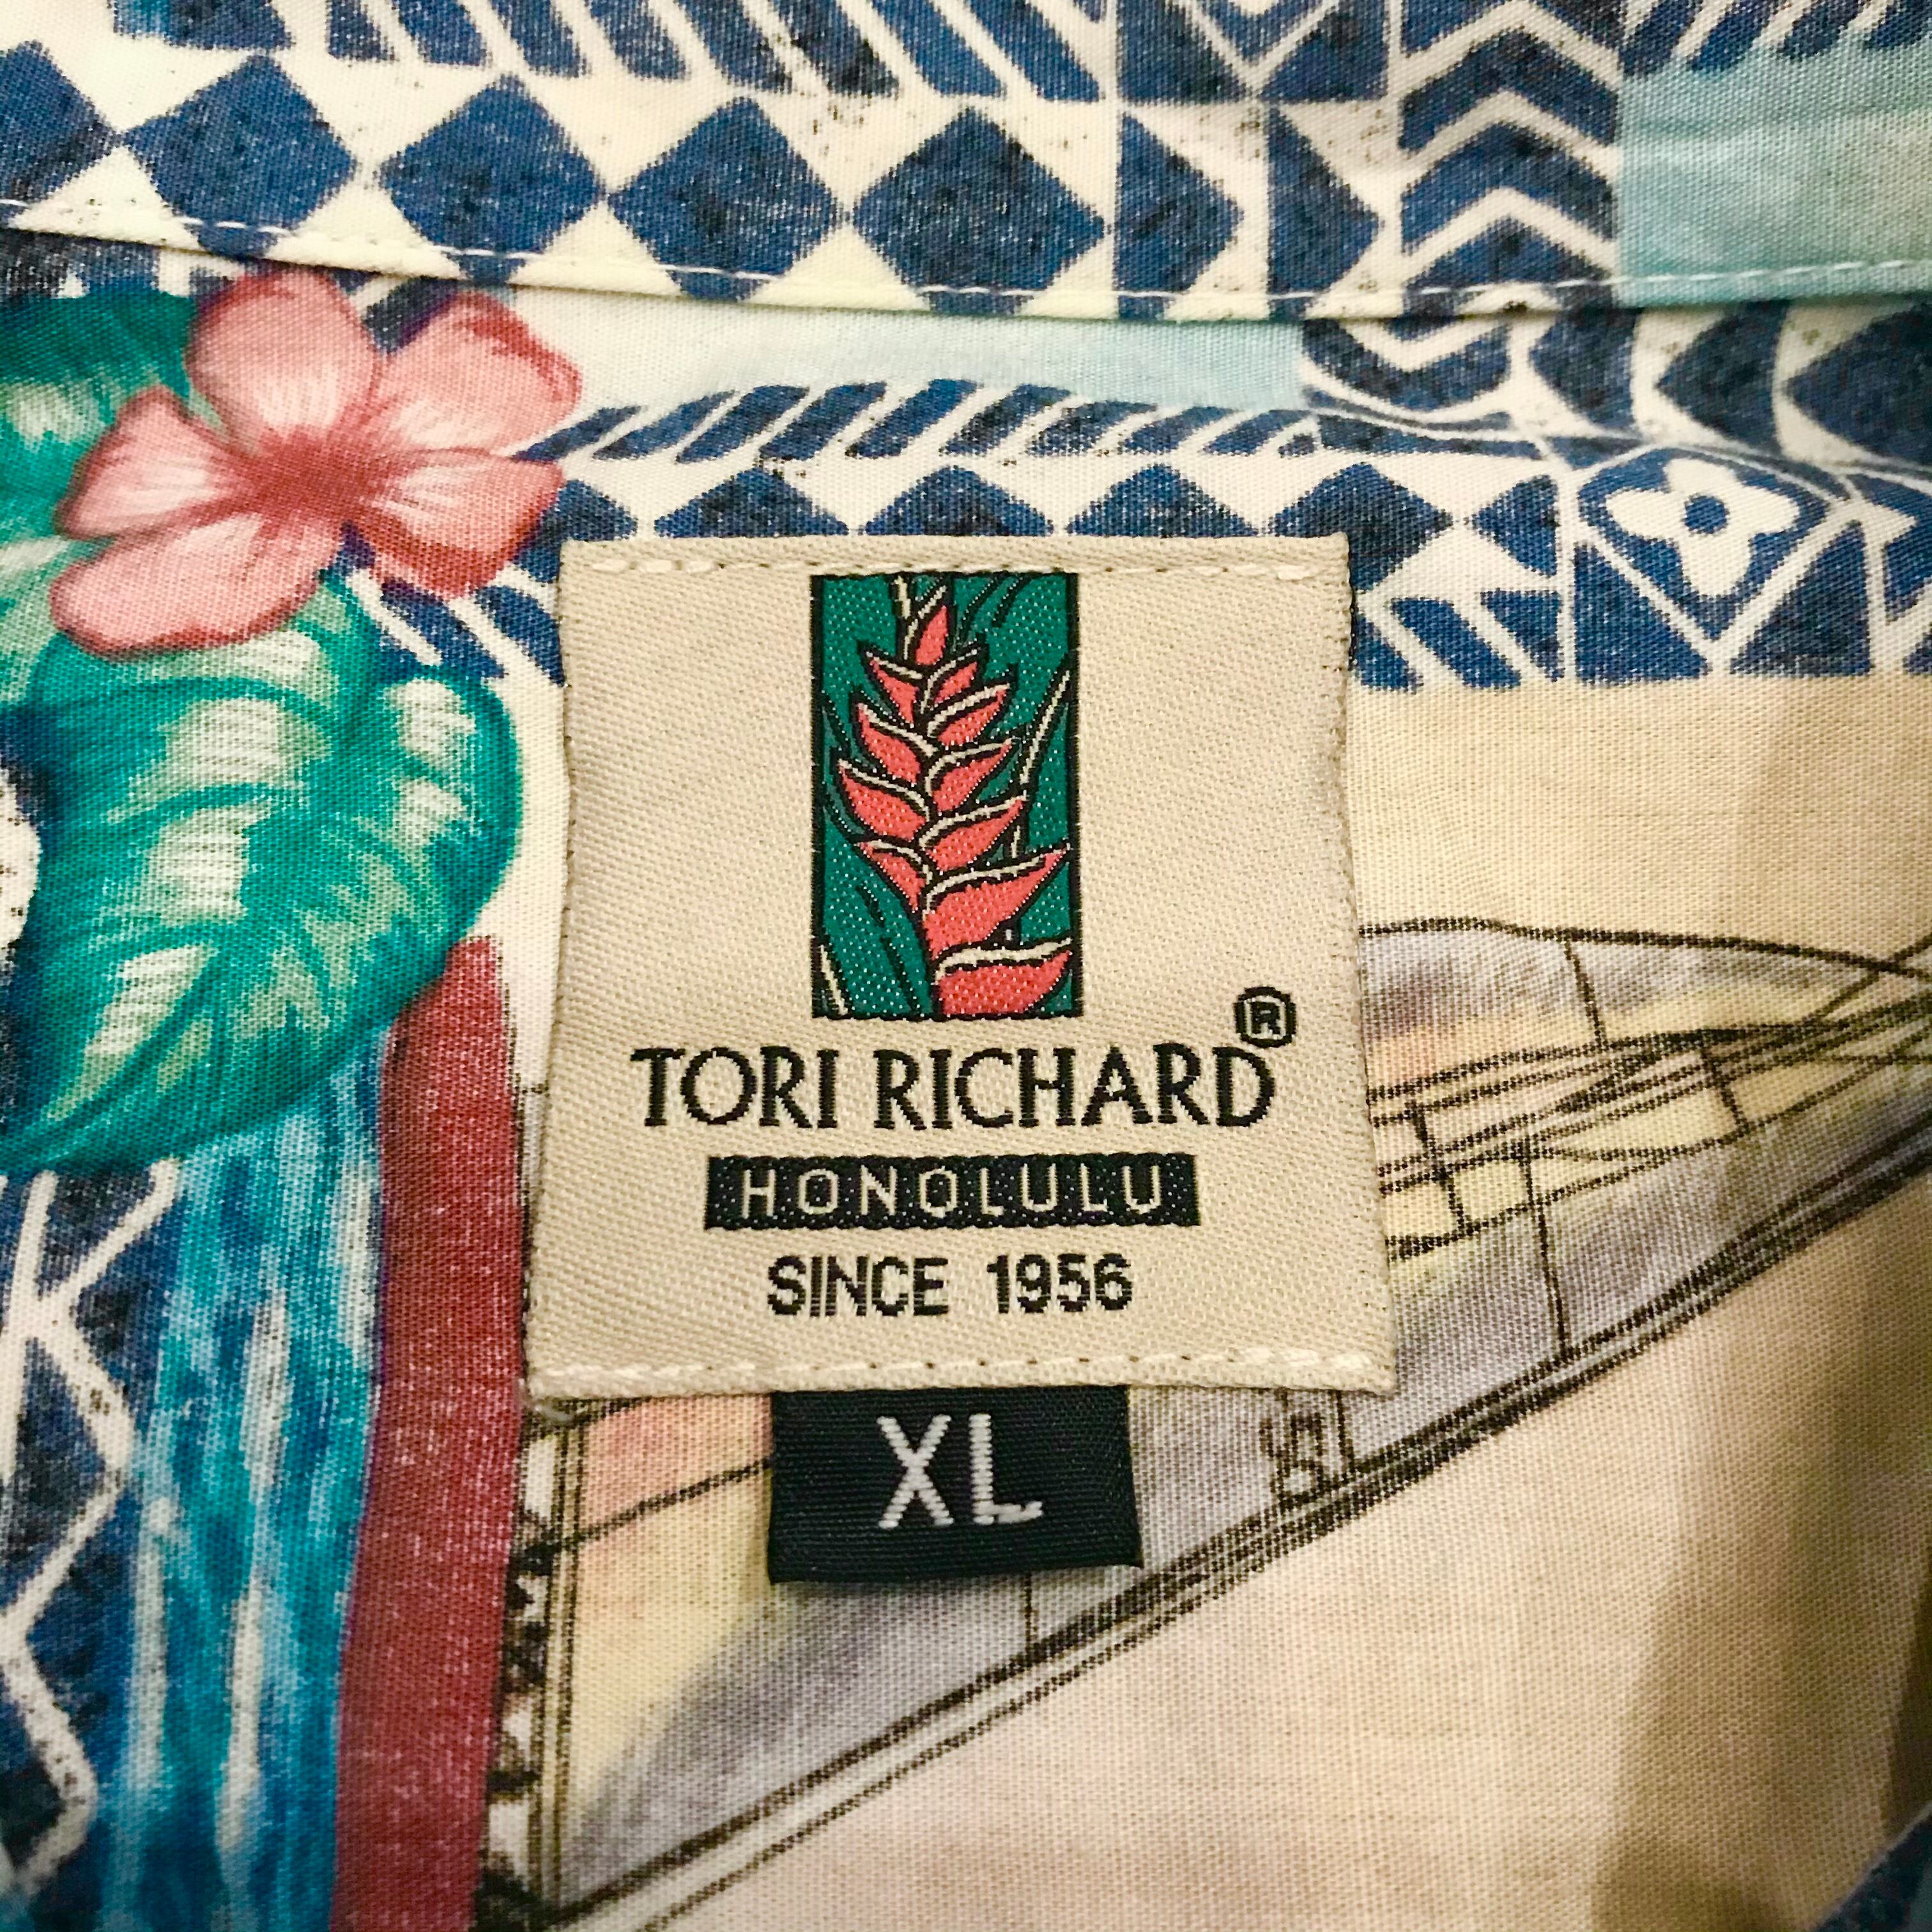 TORI RICHARD®
HONOLULU
SINCE 1956
XL